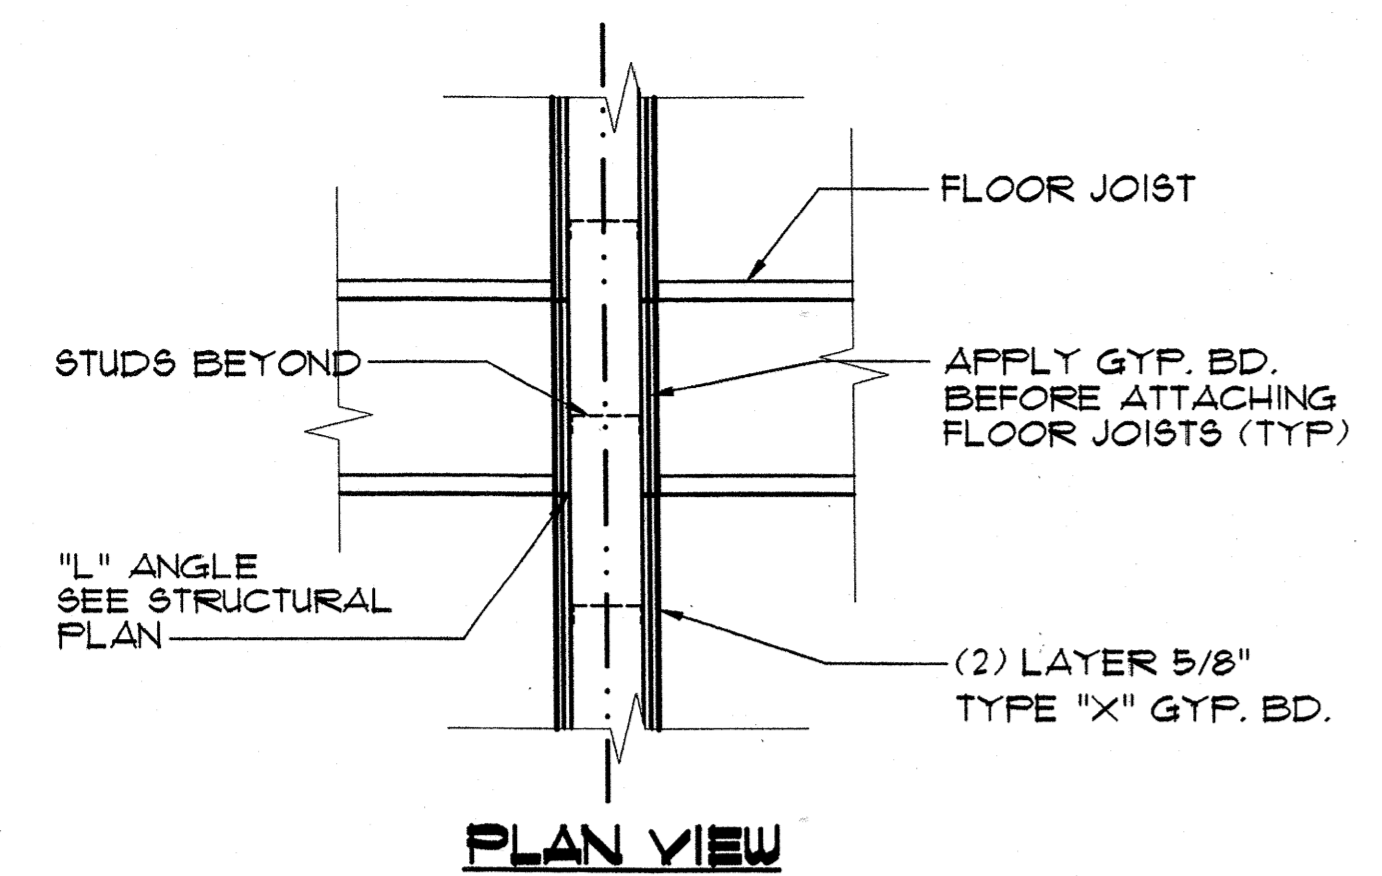 FLOOR JOIST
STUDS BEYOND
APPLY GYP. BD.
BEFORE ATTACHING
FLOOR JOISTS (TYP)
"L" ANGLE
SEE STRUCTURAL
PLAN
(2) LAYER 5/8"
TYPE "X" GYP. BD.
PLAN VIEW